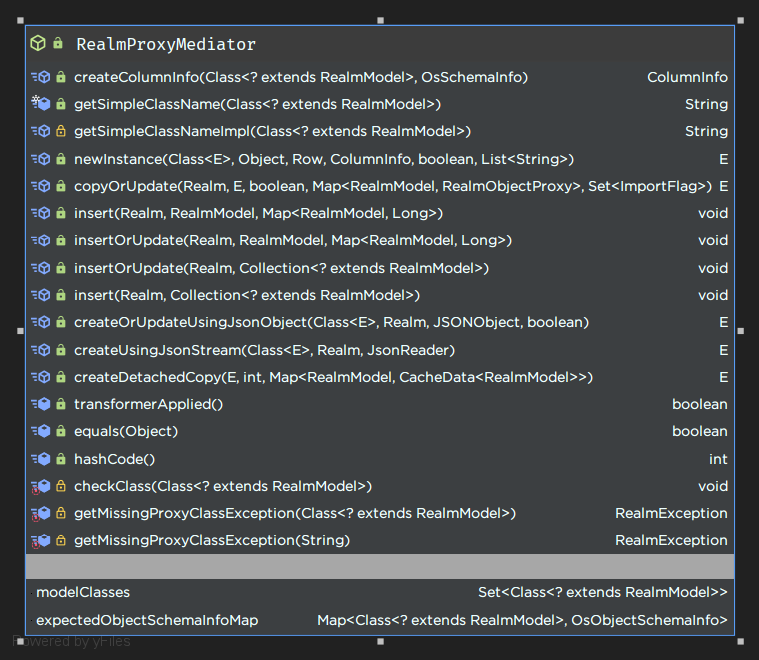 RealmProxyMediator
createColumnInfo(Class<? extends RealmModel>, OsSchemaInfo) ColumnInfo
getSimpleClassName(Class<? extends RealmModel>) String
getSimpleClassNameImpl(Class<? extends RealmModel>) String
newInstance(Class<E>, Object, Row, ColumnInfo, boolean, List<String>) E
copyOrUpdate(Realm, E, boolean, Map<RealmModel, RealmObjectProxy>, Set<ImportFlag>) E
insert(Realm, RealmModel, Map<RealmModel, Long>) void
insertOrUpdate(Realm, RealmModel, Map<RealmModel, Long>) void
insertOrUpdate(Realm, Collection<? extends RealmModel>) void
insert(Realm, Collection<? extends RealmModel>) void
createOrUpdateUsingJsonObject(Class<E>, Realm, JSONObject, boolean) E
createUsingJsonStream(Class<E>, Realm, JsonReader) E
createDetachedCopy(E, int, Map<RealmModel, CacheData<RealmModel>>) E
transformerApplied() boolean
equals(Object) boolean
hashCode() int
checkClass(Class<? extends RealmModel>) void
getMissingProxyClassException(Class<? extends RealmModel>) RealmException
getMissingProxyClassException(String) RealmException
modelClasses Set<Class<? extends RealmModel>>
expectedObjectSchemaInfoMap Map<Class<? extends RealmModel>, OsObjectSchemaInfo>
Powered by yFiles